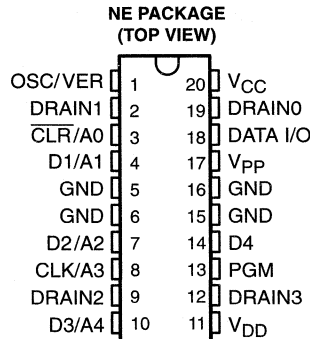 NE PACKAGE
(TOP VIEW)
OSC/VER 1 20 VCC
DRAIN1 2 19 DRAIN0
C̅L̅R̅/A0 3 18 DATA I/O
D1/A1 4 17 VPP
GND 5 16 GND
GND 6 15 GND
D2/A2 7 14 D4
CLK/A3 8 13 PGM
DRAIN2 9 12 DRAIN3
D3/A4 10 11 VDD